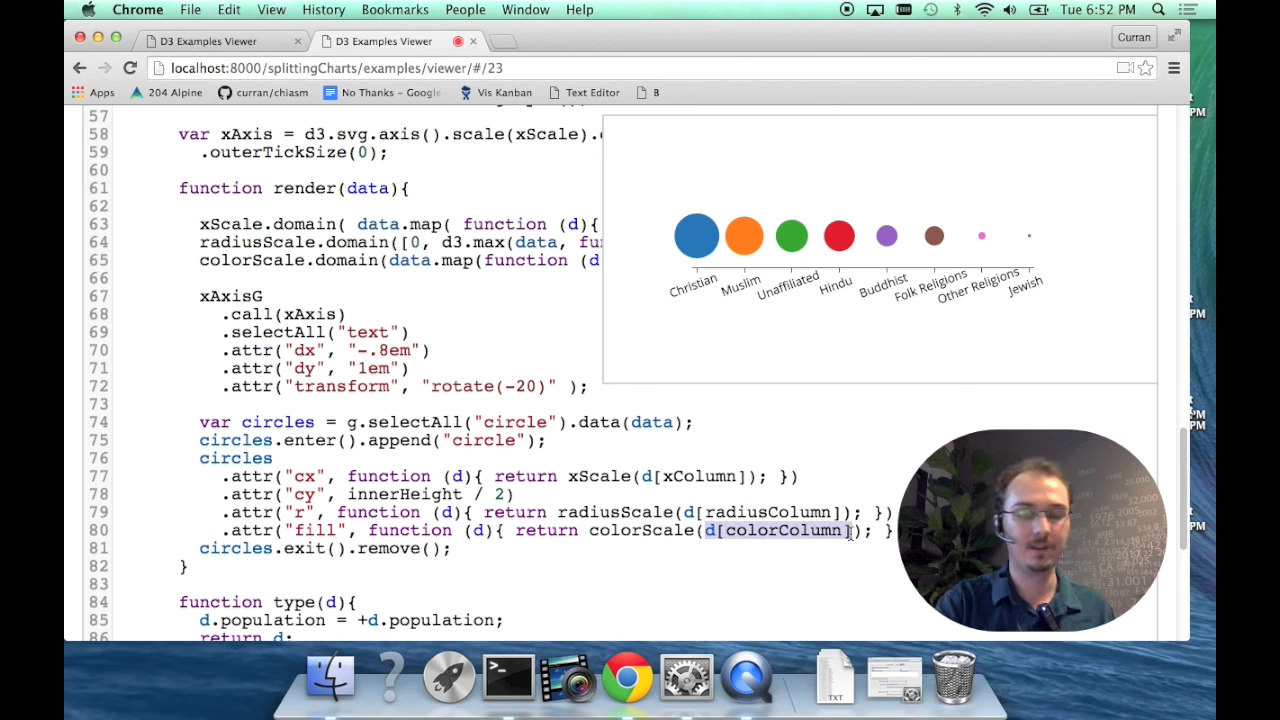 Chrome File Edit View History Bookmarks People Window Help Tue 6:52 PM
D3 Examples Viewer D3 Examples Viewer Curran
localhost:8000/splittingCharts/examples/viewer/#/23
Apps 204 Alpine curran/chiasm No Thanks - Google Vis Kanban Text Editor B
57
58 var xAxis = d3.svg.axis().scale(xScale).
59 .outerTickSize(0);
60
61 function render(data){
62
63 xScale.domain( data.map( function (d){
64 radiusScale.domain([0, d3.max(data,
65 colorScale.domain(data.map(function (d
66
67 xAxisG
68 .call(xAxis)
69 .selectAll("text")
70 .attr("dx", "-.8em")
71 .attr("dy", "1em")
72 .attr("transform", "rotate(-20)" );
73
74 var circles = g.selectAll("circle").data(data);
75 circles.enter().append("circle");
76 circles
77 .attr("cx", function (d){ return xScale(d[xColumn]); })
78 .attr("cy", innerHeight / 2)
79 .attr("r", function (d){ return radiusScale(d[radiusColumn]); })
80 .attr("fill", function (d){ return colorScale(d[colorColumn]); }
81 circles.exit().remove();
82 }
83
84 function type(d){
85 d.population = +d.population;
86 return d;
Christian
Muslim
Unaffiliated
Hindu
Buddhist
Folk Religions
Other Religions
Jewish
PM
PM
PM
PM
TXT